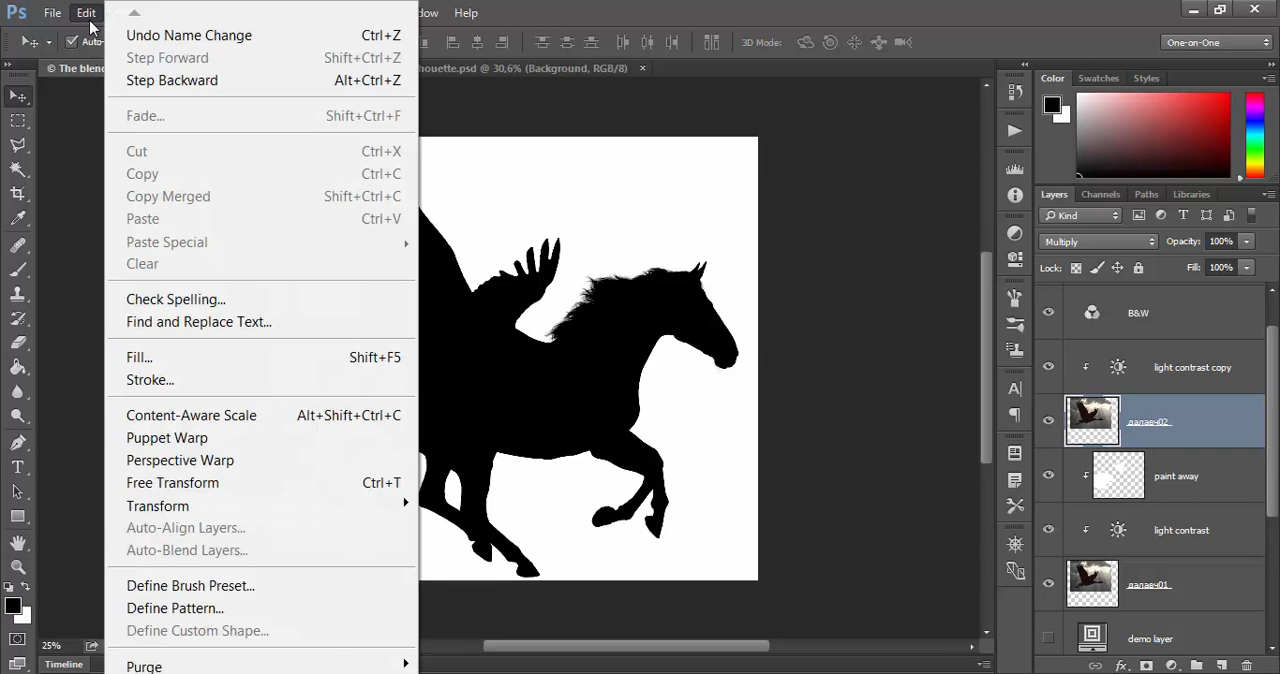 Ps File Edit dow Help
Auto-
3D Mode:
One-on-One
© The blen
houette.psd @ 30,6% (Background, RGB/8) ×
Undo Name Change Ctrl+Z
Step Forward Shift+Ctrl+Z
Step Backward Alt+Ctrl+Z
Fade... Shift+Ctrl+F
Cut Ctrl+X
Copy Ctrl+C
Copy Merged Shift+Ctrl+C
Paste Ctrl+V
Paste Special
Clear
Check Spelling...
Find and Replace Text...
Fill... Shift+F5
Stroke...
Content-Aware Scale Alt+Shift+Ctrl+C
Puppet Warp
Perspective Warp
Free Transform Ctrl+T
Transform
Auto-Align Layers...
Auto-Blend Layers...
Define Brush Preset...
Define Pattern...
Define Custom Shape...
Purge
25%
Timeline
Color Swatches Styles
Layers Channels Paths Libraries
Kind
Multiply Opacity: 100%
Lock: Fill: 100%
B&W
light contrast copy
далавч02
paint away
light contrast
далавч01
demo layer